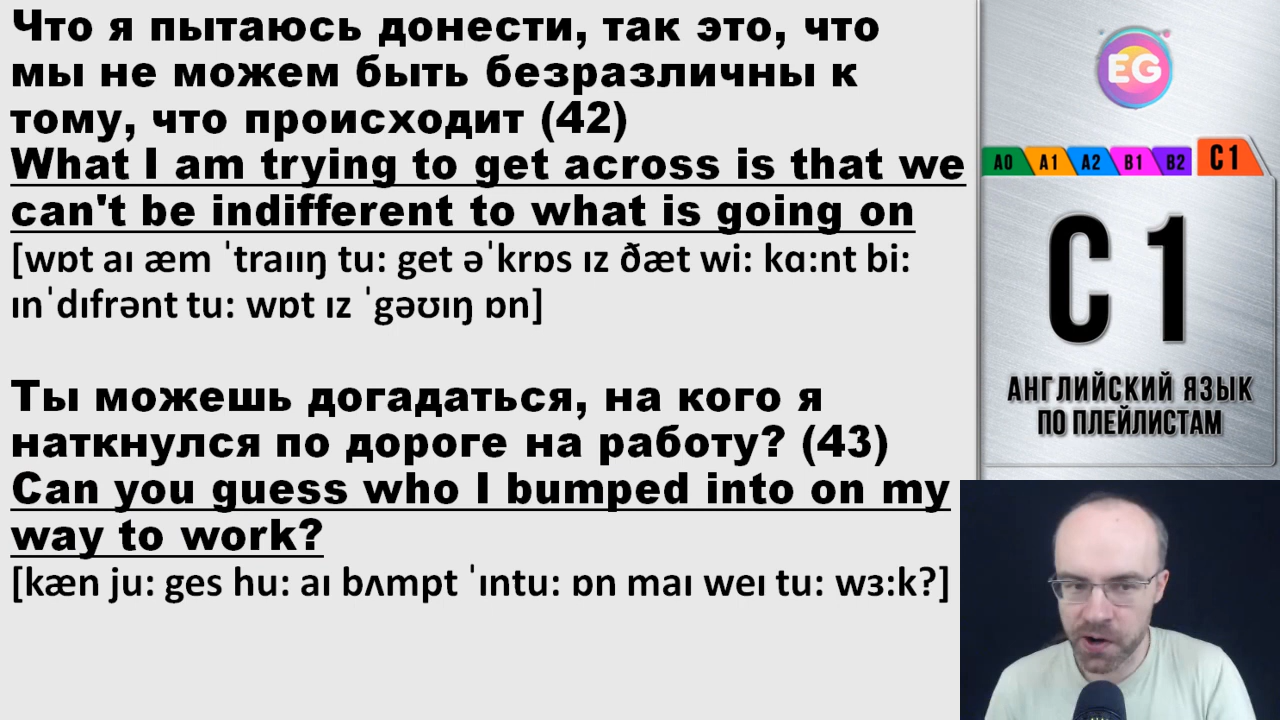 Что я пытаюсь донести, так это, что
мы не можем быть безразличны к
тому, что происходит (42)
What I am trying to get across is that we
can't be indifferent to what is going on
[wɒt aɪ æm ˈtraɪɪŋ tu: get əˈkrɒs ɪz ðæt wi: kɑ:nt bi:
ɪnˈdɪfrənt tu: wɒt ɪz ˈgəʊɪŋ ɒn]
Ты можешь догадаться, на кого я
наткнулся по дороге на работу? (43)
Can you guess who I bumped into on my
way to work?
[kæn ju: ges hu: aɪ bʌmpt ˈɪntu: ɒn maɪ weɪ tu: wɜ:k?]
EG
A0 A1 A2 B1 B2 C1
C1
АНГЛИЙСКИЙ ЯЗЫК
ПО ПЛЕЙЛИСТАМ